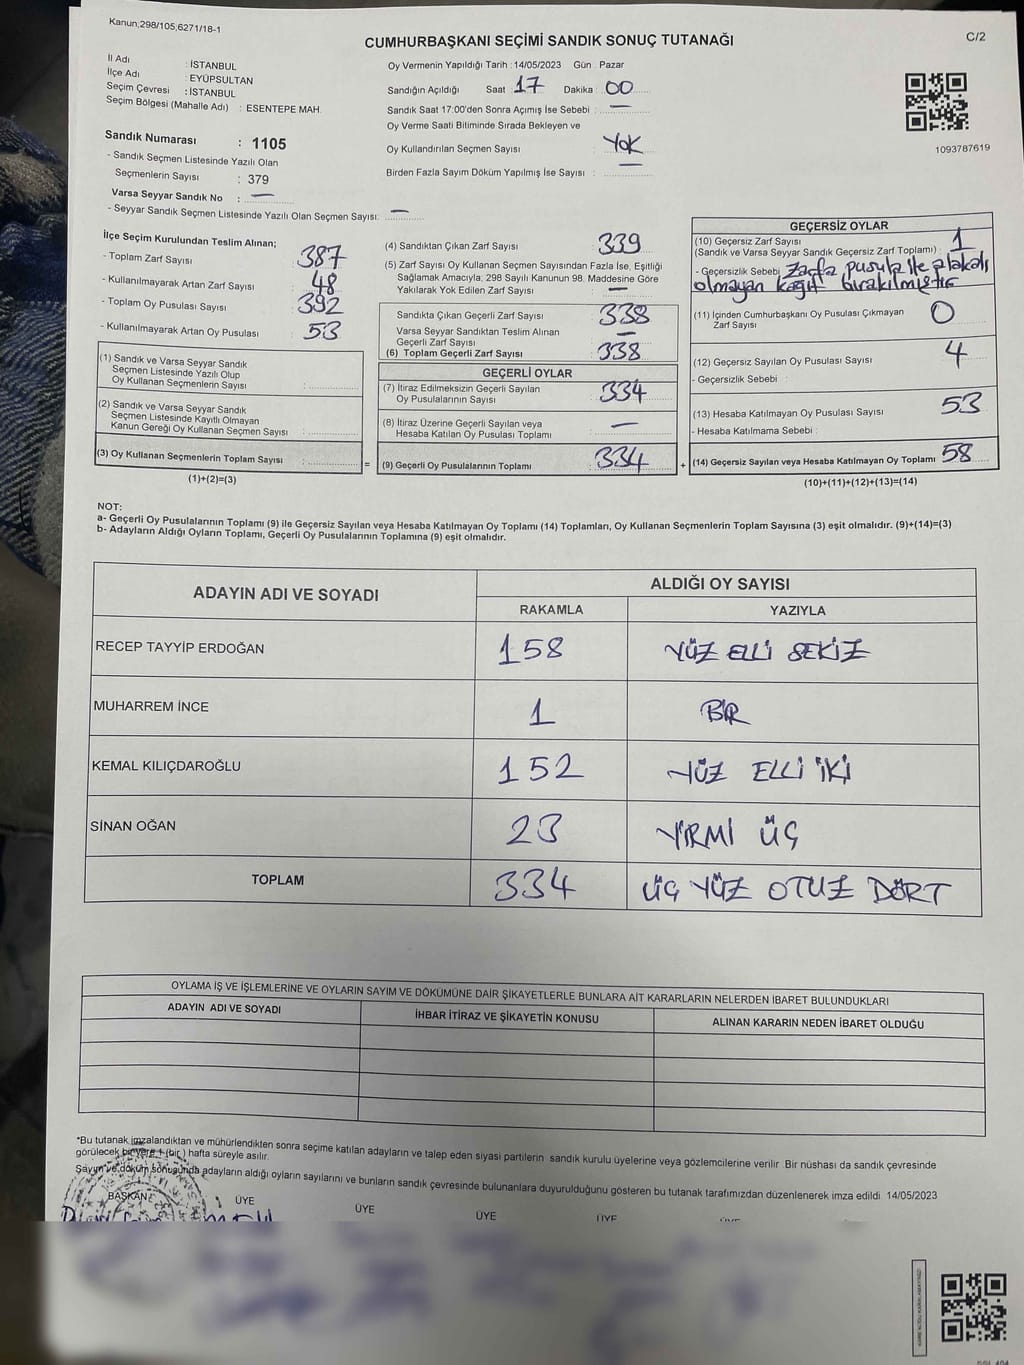 Kanun;298/105;6271/18-1
C/2
CUMHURBAŞKANI SEÇİMİ SANDIK SONUÇ TUTANAĞI
İl Adı : İSTANBUL
İlçe Adı : EYÜPSULTAN
Seçim Çevresi : İSTANBUL
Seçim Bölgesi (Mahalle Adı) : ESENTEPE MAH.
Oy Vermenin Yapıldığı Tarih : 14/05/2023 Gün : Pazar
Sandığın Açıldığı Saat : 17 Dakika : 00
Sandık Saat 17:00'den Sonra Açımış İse Sebebi : —
Oy Verme Saati Bitiminde Sırada Bekleyen ve
Oy Kullandırılan Seçmen Sayısı : Yok
Birden Fazla Sayım Döküm Yapılmış İse Sayısı : —
1093787619
Sandık Numarası : 1105
- Sandık Seçmen Listesinde Yazılı Olan
Seçmenlerin Sayısı : 379
Varsa Seyyar Sandık No : —
- Seyyar Sandık Seçmen Listesinde Yazılı Olan Seçmen Sayısı: —
İlçe Seçim Kurulundan Teslim Alınan;
- Toplam Zarf Sayısı : 387
- Kullanılmayarak Artan Zarf Sayısı : 48
- Toplam Oy Pusulası Sayısı : 392
- Kullanılmayarak Artan Oy Pusulası : 53
(1) Sandık ve Varsa Seyyar Sandık
Seçmen Listesinde Yazılı Olup
Oy Kullanan Seçmenlerin Sayısı :
(2) Sandık ve Varsa Seyyar Sandık
Seçmen Listesinde Kayıtlı Olmayan
Kanun Gereği Oy Kullanan Seçmen Sayısı :
(3) Oy Kullanan Seçmenlerin Toplam Sayısı :
(1)+(2)=(3)
(4) Sandıktan Çıkan Zarf Sayısı : 339
(5) Zarf Sayısı Oy Kullanan Seçmen Sayısından Fazla İse, Eşitliği
Sağlamak Amacıyla; 298 Sayılı Kanunun 98. Maddesine Göre
Yakılarak Yok Edilen Zarf Sayısı : —
Sandıkta Çıkan Geçerli Zarf Sayısı : 338
Varsa Seyyar Sandıktan Teslim Alınan
Geçerli Zarf Sayısı : —
(6) Toplam Geçerli Zarf Sayısı : 338
GEÇERLİ OYLAR
(7) İtiraz Edilmeksizin Geçerli Sayılan
Oy Pusulalarının Sayısı : 334
(8) İtiraz Üzerine Geçerli Sayılan veya
Hesaba Katılan Oy Pusulası Toplamı : —
= (9) Geçerli Oy Pusulalarının Toplamı : 334
GEÇERSİZ OYLAR
(10) Geçersiz Zarf Sayısı
(Sandık ve Varsa Seyyar Sandık Geçersiz Zarf Toplamı) : 1
- Geçersizlik Sebebi : Zarfa pusula ile alakalı
olmayan kağıt bırakılmıştır
(11) İçinden Cumhurbaşkanı Oy Pusulası Çıkmayan
Zarf Sayısı : 0
(12) Geçersiz Sayılan Oy Pusulası Sayısı : 4
- Geçersizlik Sebebi :
(13) Hesaba Katılmayan Oy Pusulası Sayısı : 53
- Hesaba Katılmama Sebebi :
+ (14) Geçersiz Sayılan veya Hesaba Katılmayan Oy Toplamı : 58
(10)+(11)+(12)+(13)=(14)
NOT:
a- Geçerli Oy Pusulalarının Toplamı (9) ile Geçersiz Sayılan veya Hesaba Katılmayan Oy Toplamı (14) Toplamları, Oy Kullanan Seçmenlerin Toplam Sayısına (3) eşit olmalıdır. (9)+(14)=(3)
b- Adayların Aldığı Oyların Toplamı, Geçerli Oy Pusulalarının Toplamına (9) eşit olmalıdır.
ADAYIN ADI VE SOYADI
ALDIĞI OY SAYISI
RAKAMLA YAZIYLA
RECEP TAYYİP ERDOĞAN 158 YÜZ ELLİ SEKİZ
MUHARREM İNCE 1 BİR
KEMAL KILIÇDAROĞLU 152 YÜZ ELLİ İKİ
SİNAN OĞAN 23 YİRMİ ÜÇ
TOPLAM 334 ÜÇ YÜZ OTUZ DÖRT
OYLAMA İŞ VE İŞLEMLERİNE VE OYLARIN SAYIM VE DÖKÜMÜNE DAİR ŞİKAYETLERLE BUNLARA AİT KARARLARIN NELERDEN İBARET BULUNDUKLARI
ADAYIN ADI VE SOYADI İHBAR İTİRAZ VE ŞİKAYETİN KONUSU ALINAN KARARIN NEDEN İBARET OLDUĞU
*Bu tutanak imzalandıktan ve mühürlendikten sonra seçime katılan adayların ve talep eden siyasi partilerin sandık kurulu üyelerine veya gözlemcilerine verilir. Bir nüshası da sandık çevresinde
görülecek bir yere 1 (bir ) hafta süreyle asılır.
Sayım ve döküm sonucunda adayların aldığı oyların sayılarını ve bunların sandık çevresinde bulunanlara duyurulduğunu gösteren bu tutanak tarafımızdan düzenlenerek imza edildi. 14/05/2023
BAŞKAN ÜYE ÜYE ÜYE ÜYE ÜYE